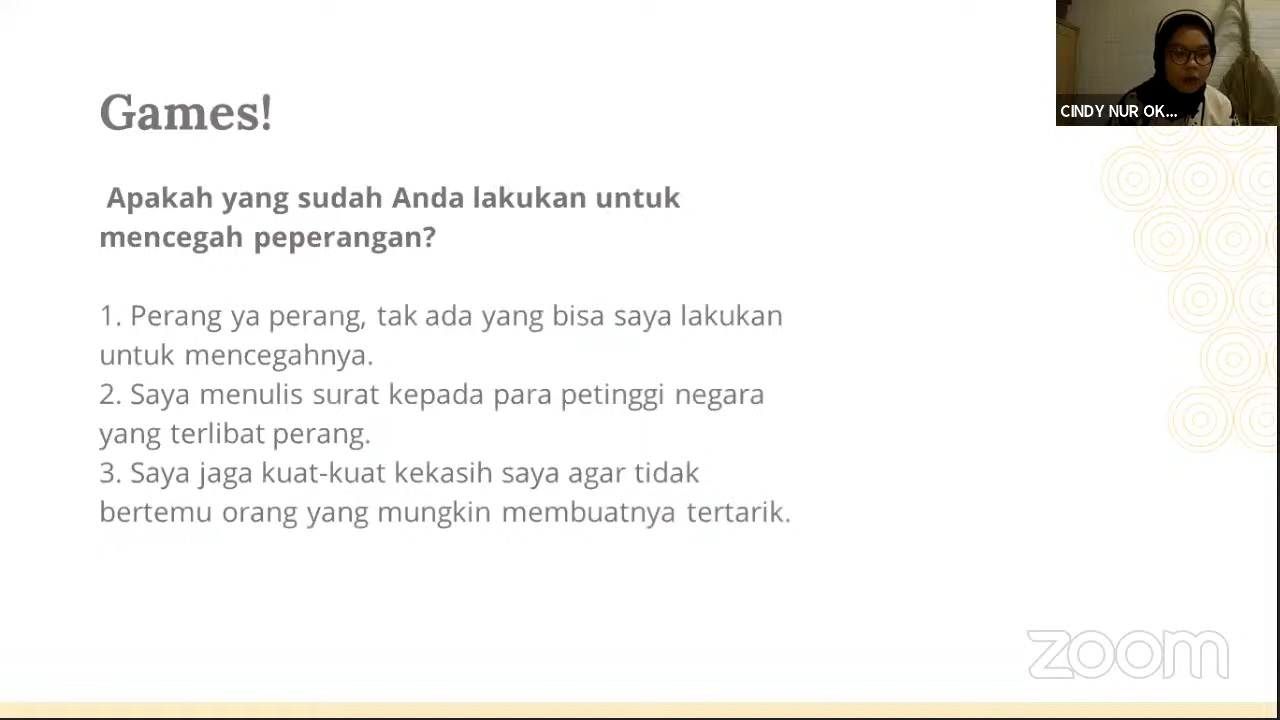 CINDY NUR OK...
Games!
Apakah yang sudah Anda lakukan untuk
mencegah peperangan?
1. Perang ya perang, tak ada yang bisa saya lakukan
untuk mencegahnya.
2. Saya menulis surat kepada para petinggi negara
yang terlibat perang.
3. Saya jaga kuat-kuat kekasih saya agar tidak
bertemu orang yang mungkin membuatnya tertarik.
zoom